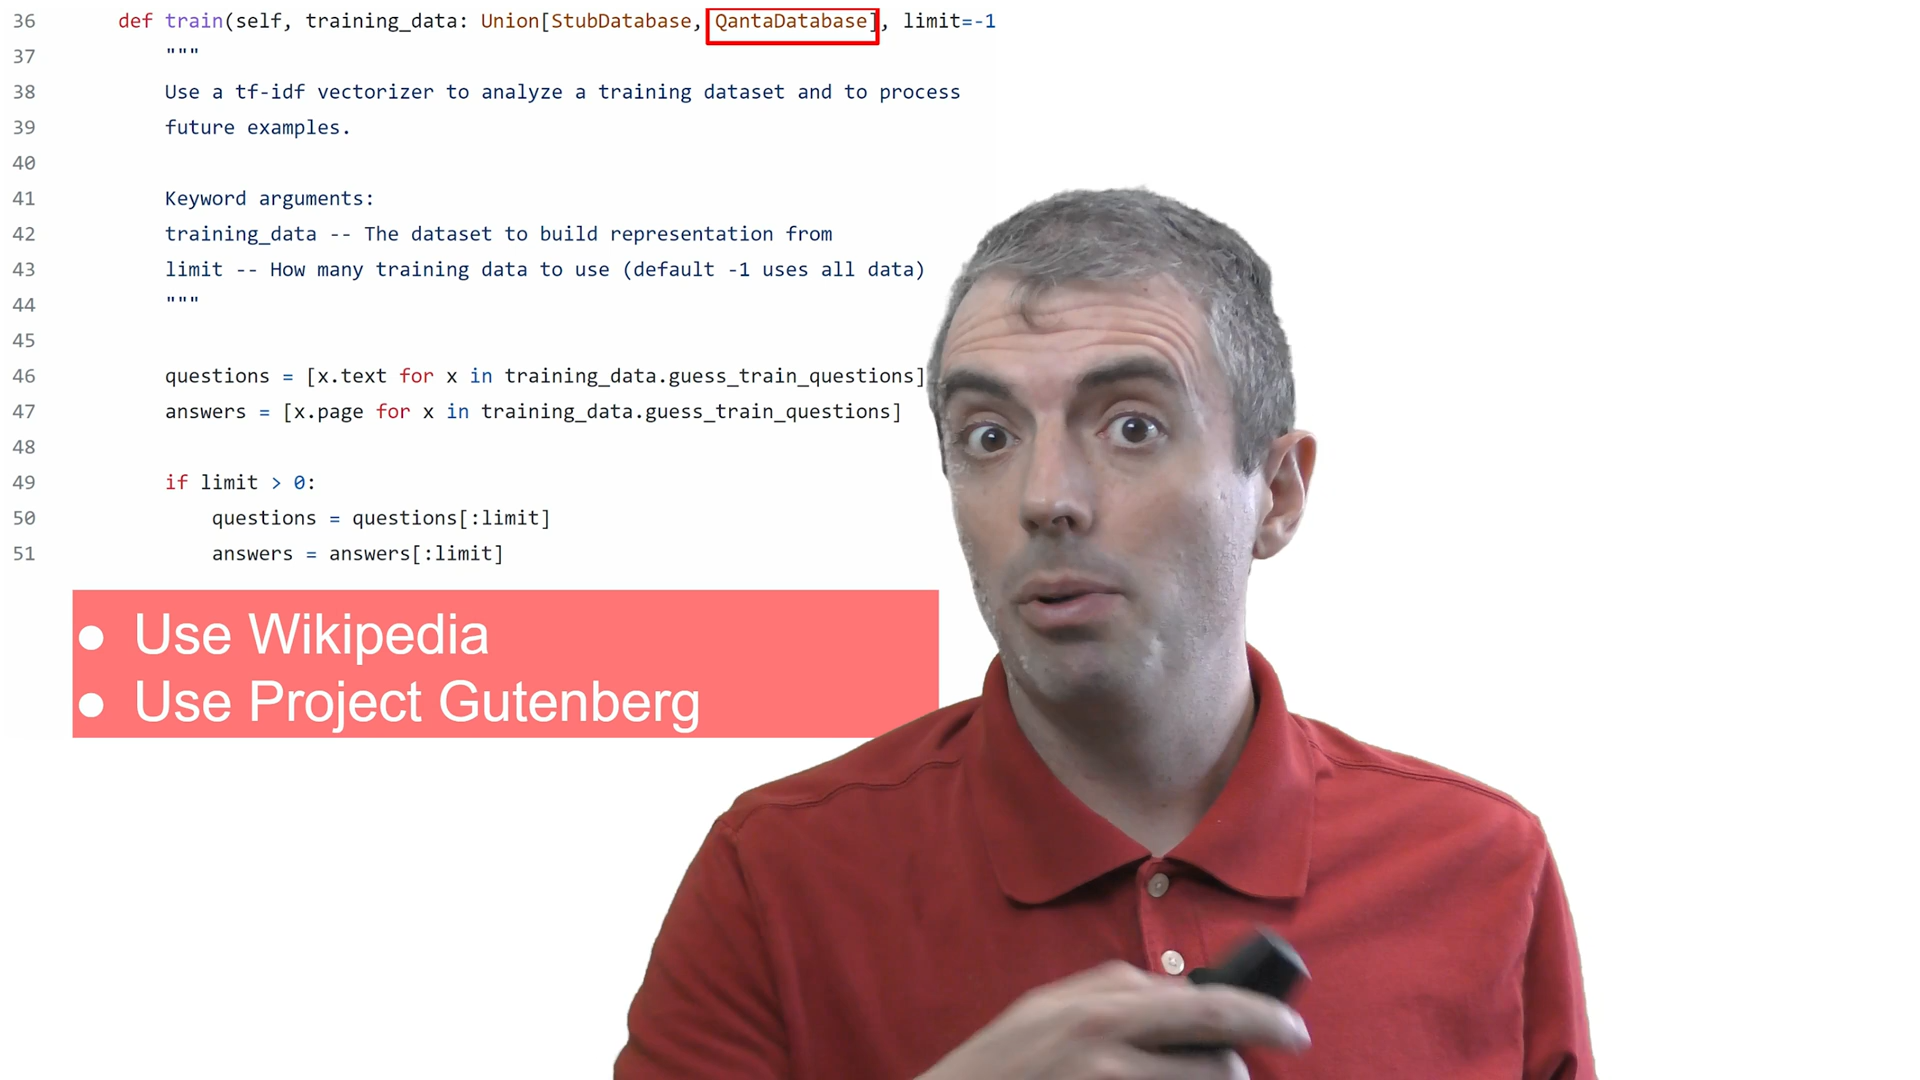 36 def train(self, training_data: Union[StubDatabase, QantaDatabase], limit=-1
37 """
38 Use a tf-idf vectorizer to analyze a training dataset and to process
39 future examples.
40
41 Keyword arguments:
42 training_data -- The dataset to build representation from
43 limit -- How many training data to use (default -1 uses all data)
44 """
45
46 questions = [x.text for x in training_data.guess_train_questions]
47 answers = [x.page for x in training_data.guess_train_questions]
48
49 if limit > 0:
50 questions = questions[:limit]
51 answers = answers[:limit]
● Use Wikipedia
● Use Project Gutenberg